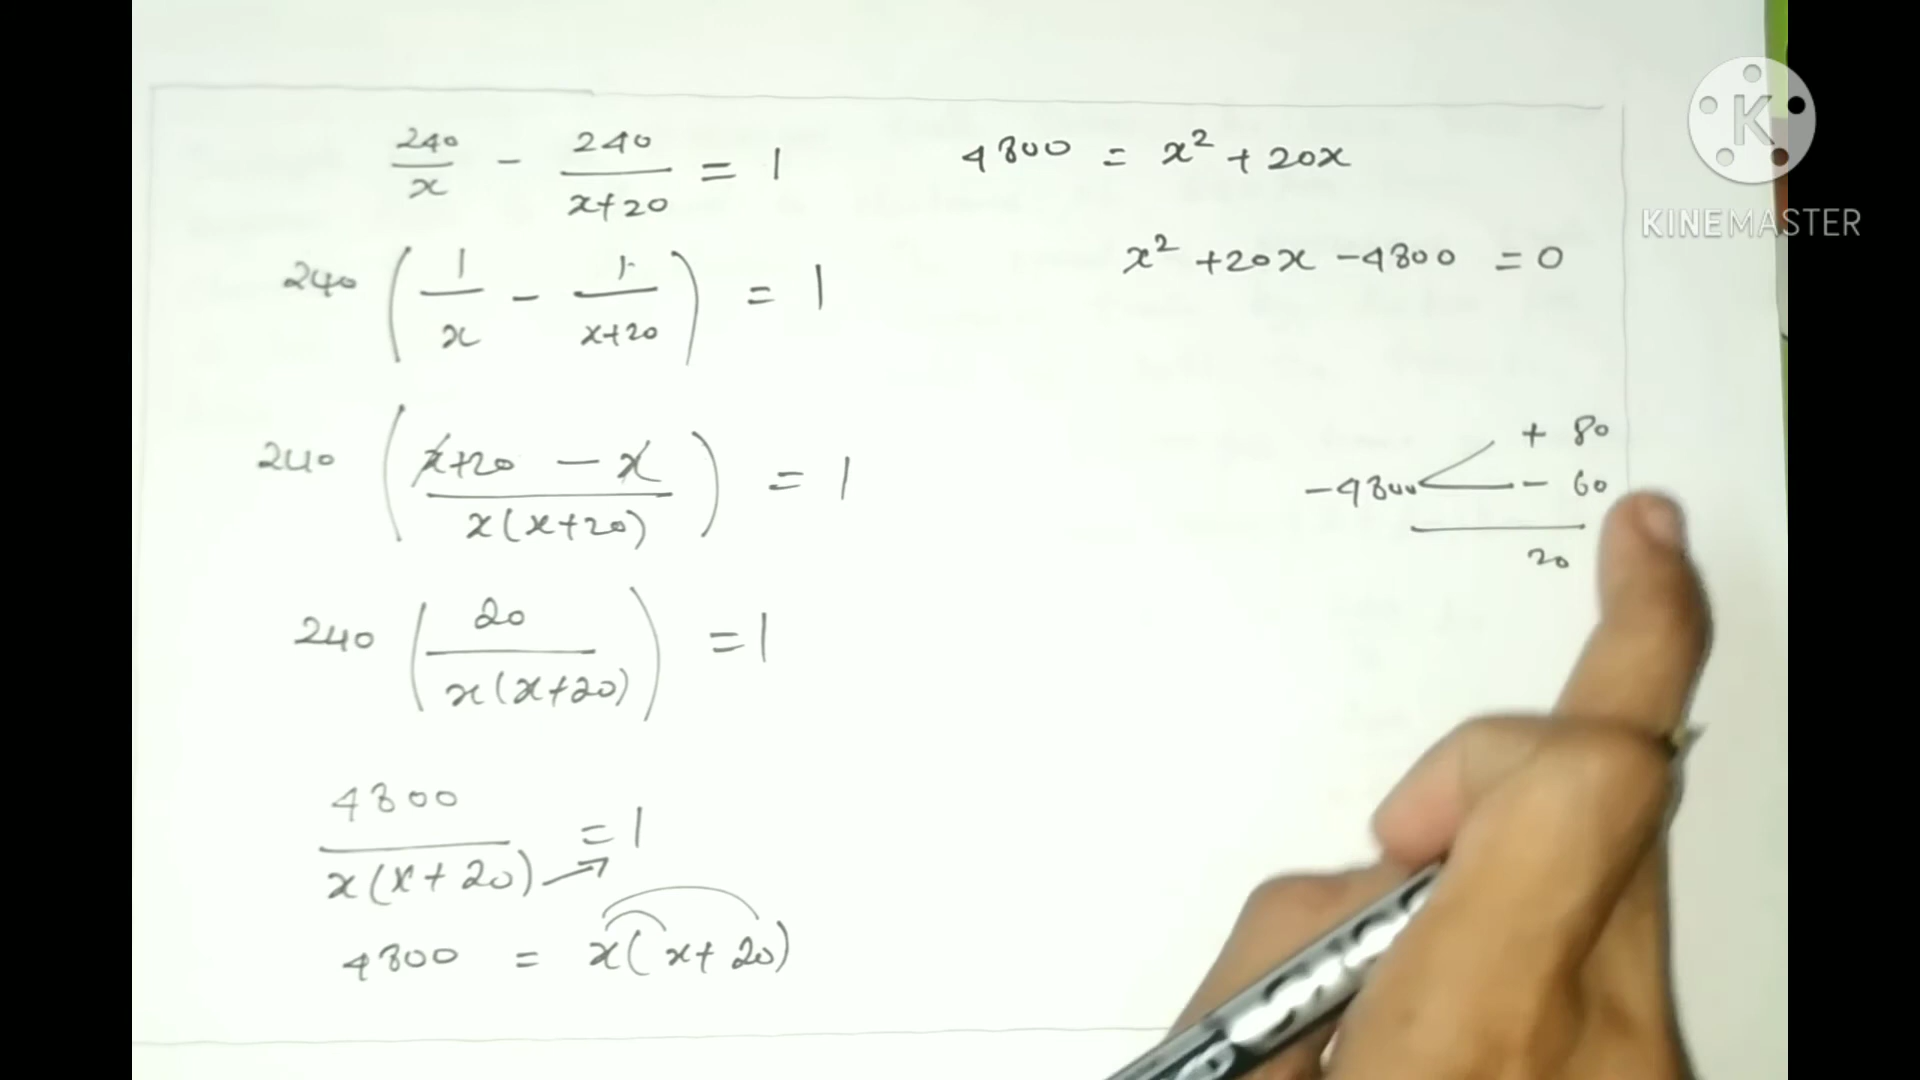 240/x - 240/(x+20) = 1
240 (1/x - 1/(x+20)) = 1
240 ((x+20 - x)/(x(x+20))) = 1
240 (20/(x(x+20))) = 1
4800/(x(x+20)) = 1
4800 = x(x+20)
4800 = x² + 20x
x² + 20x - 4800 = 0
+ 80
-4800 - 60
20
KINEMASTER